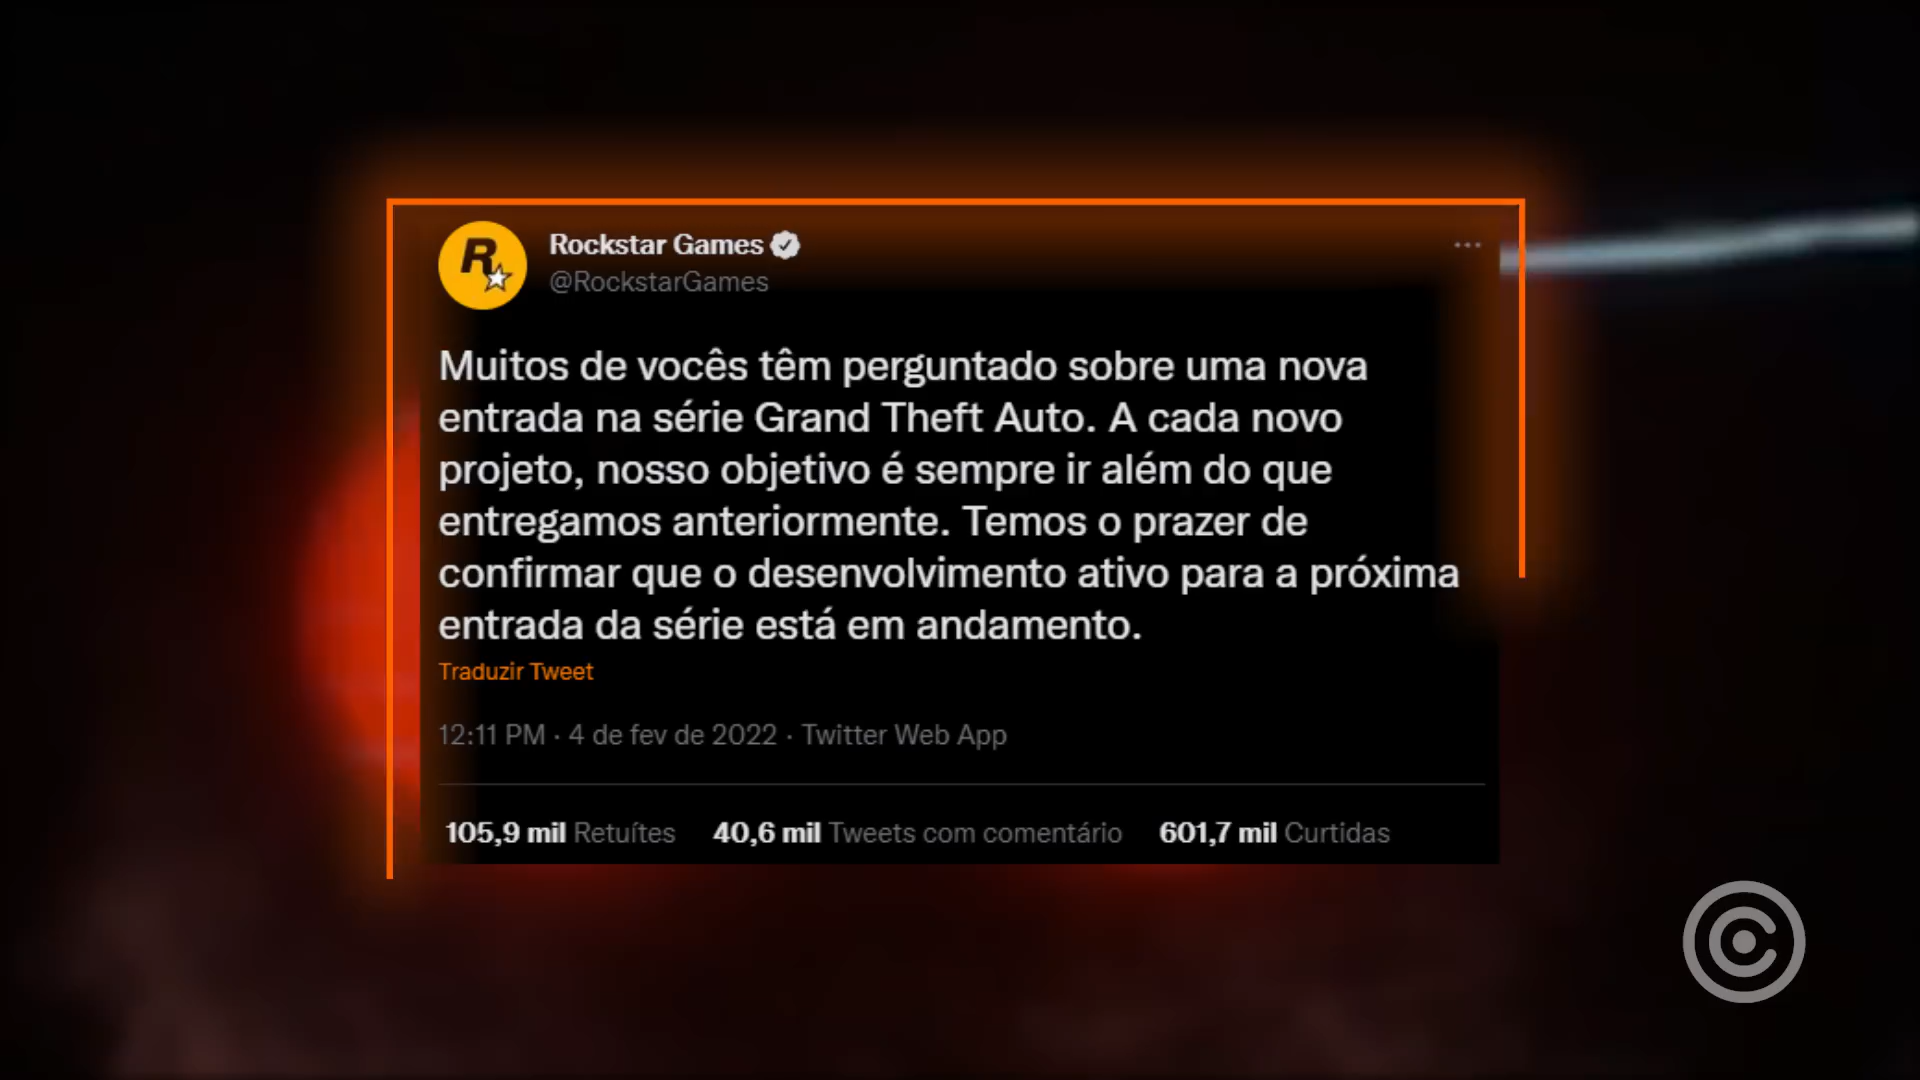 Rockstar Games
@RockstarGames
Muitos de vocês têm perguntado sobre uma nova
entrada na série Grand Theft Auto. A cada novo
projeto, nosso objetivo é sempre ir além do que
entregamos anteriormente. Temos o prazer de
confirmar que o desenvolvimento ativo para a próxima
entrada da série está em andamento.
Traduzir Tweet
12:11 PM · 4 de fev de 2022 · Twitter Web App
105,9 mil Retuítes 40,6 mil Tweets com comentário 601,7 mil Curtidas